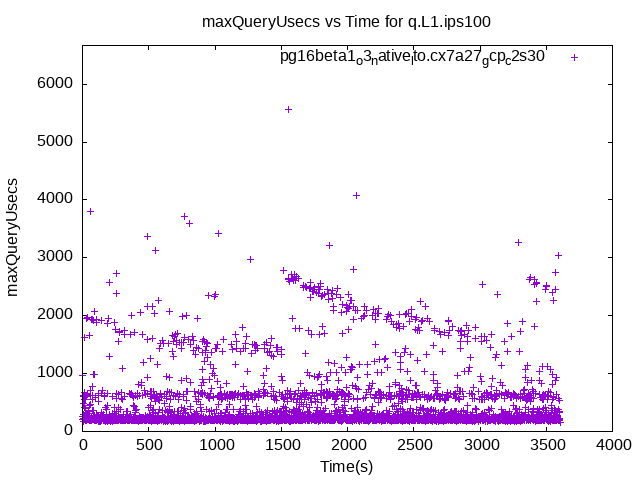 maxQueryUsecs vs Time for q.L1.ips100
pg16beta1o3nativelto.cx7a27gcpc2s30
maxQueryUsecs
6000
5000
4000
3000
2000
1000
0
0 500 1000 1500 2000 2500 3000 3500 4000
Time(s)